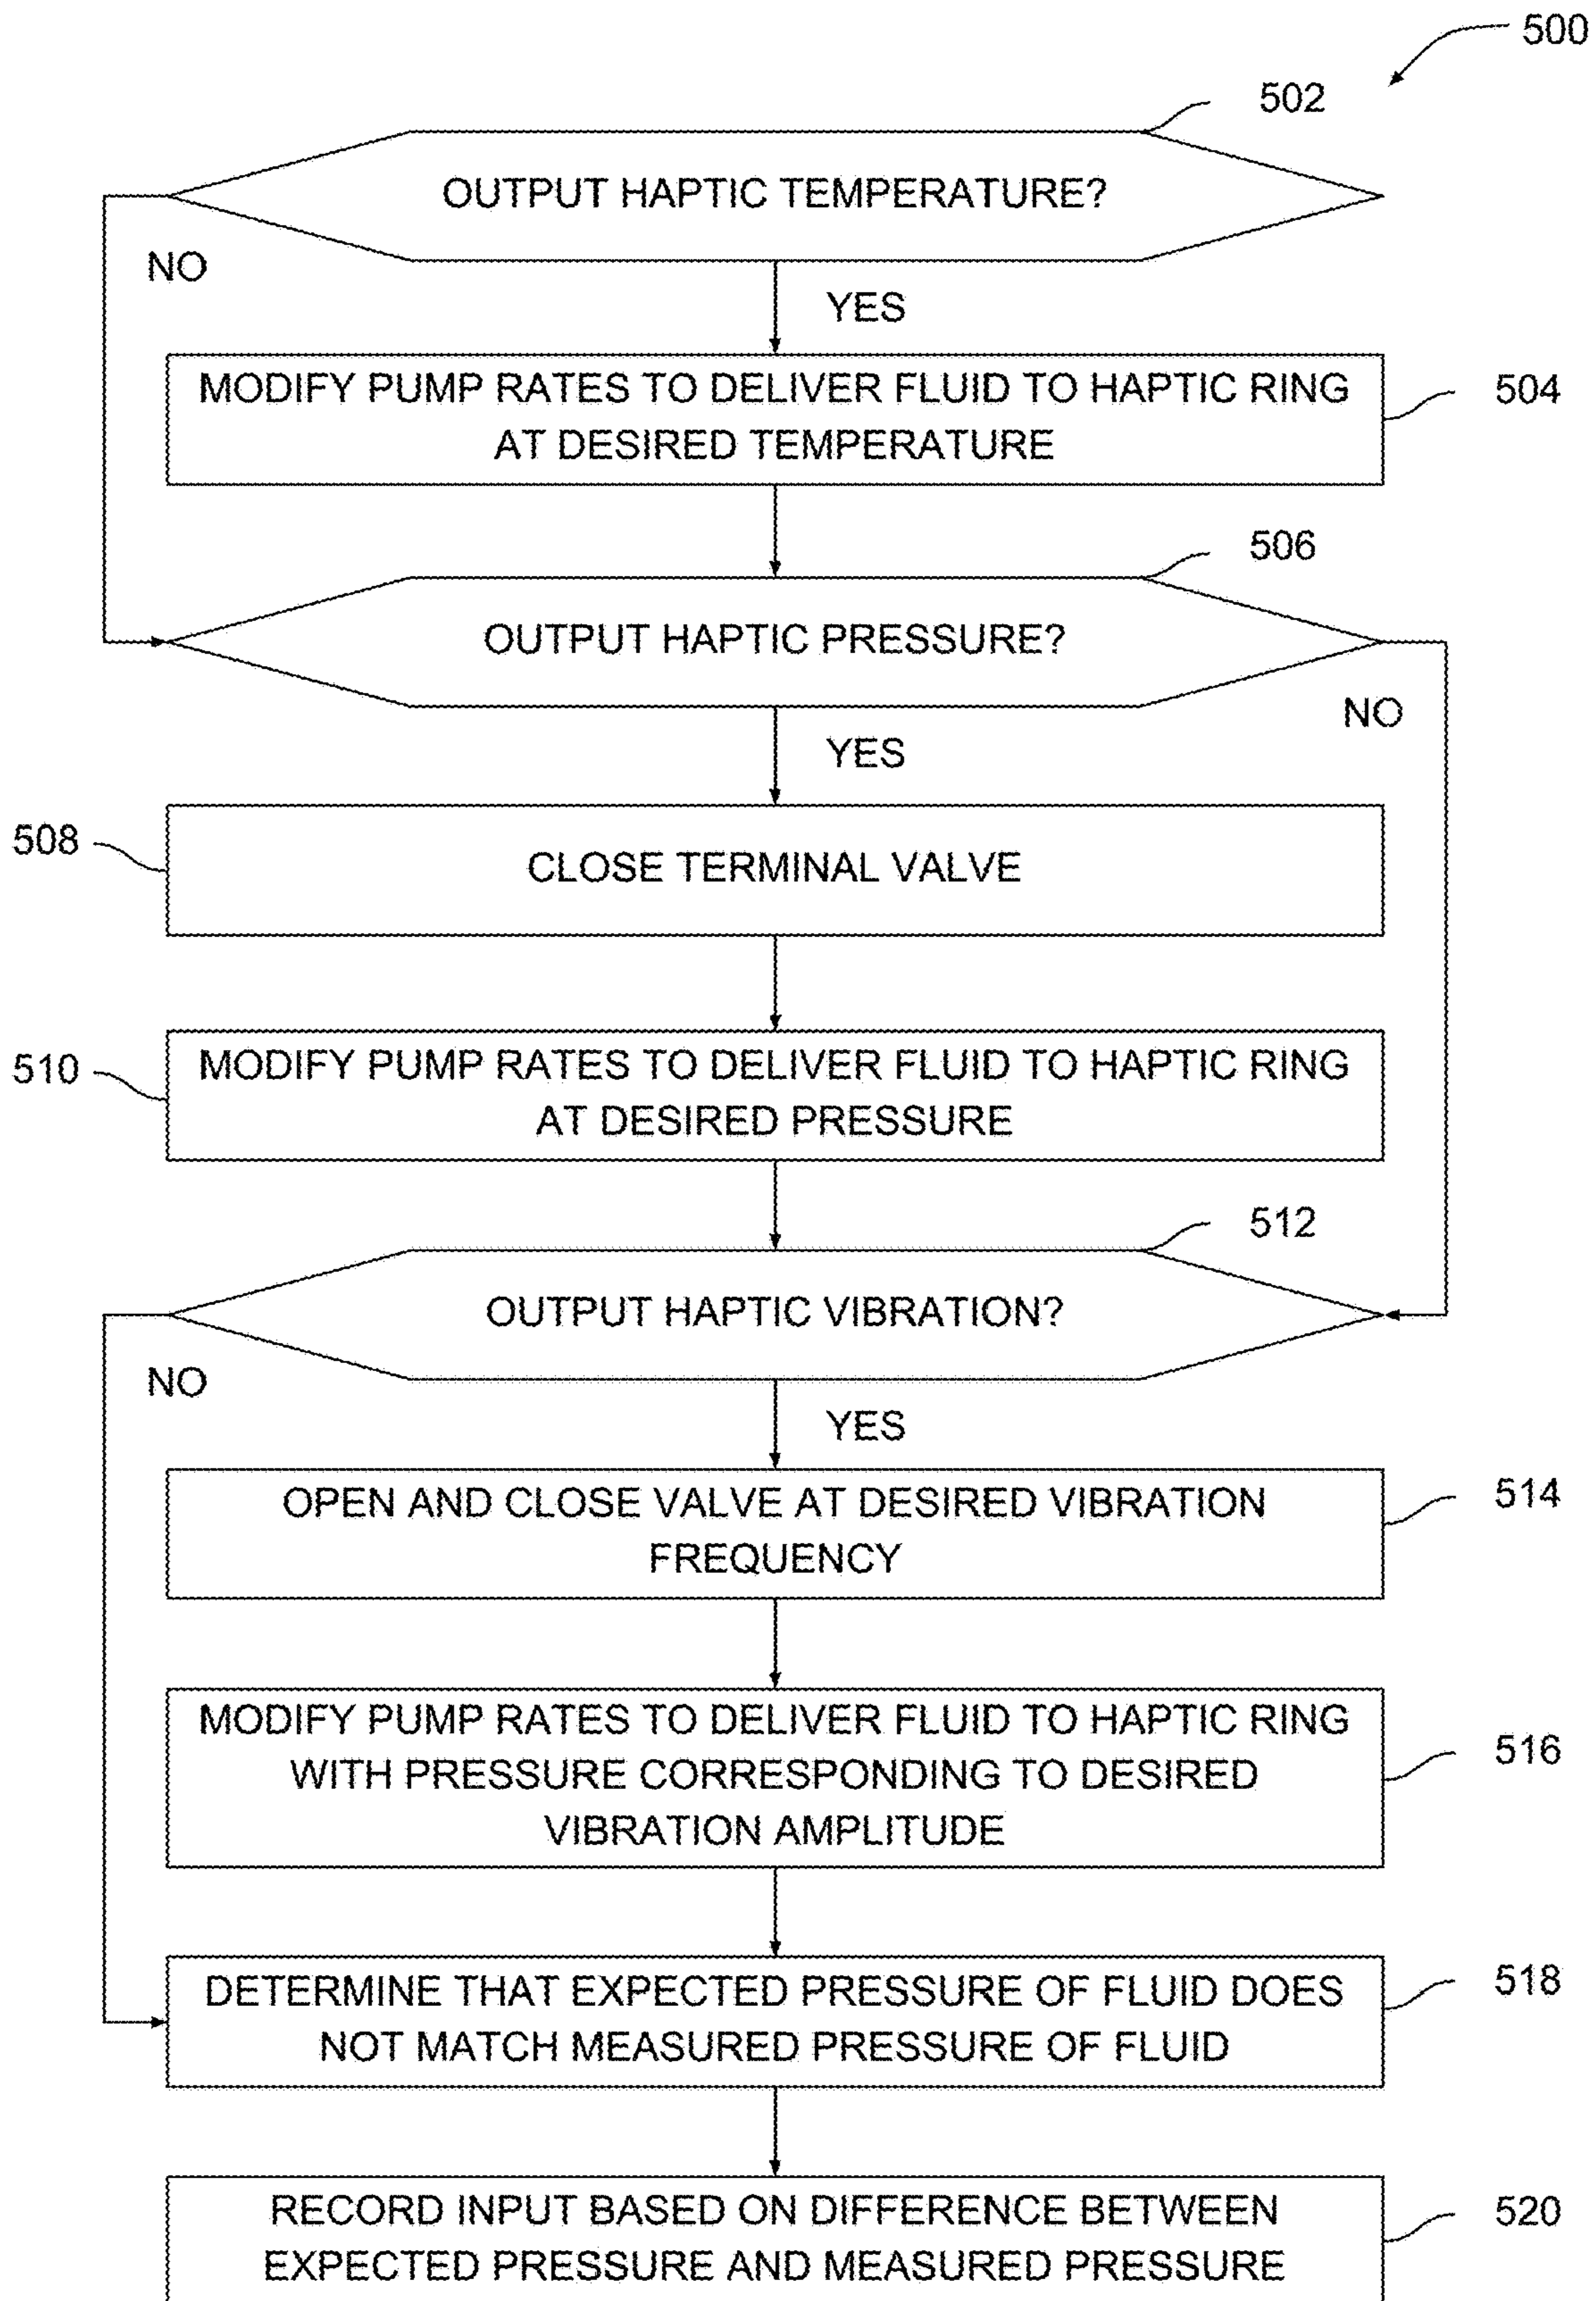 500
502
OUTPUT HAPTIC TEMPERATURE?
NO
YES
MODIFY PUMP RATES TO DELIVER FLUID TO HAPTIC RING
AT DESIRED TEMPERATURE
504
506
OUTPUT HAPTIC PRESSURE?
NO
YES
508
CLOSE TERMINAL VALVE
510
MODIFY PUMP RATES TO DELIVER FLUID TO HAPTIC RING
AT DESIRED PRESSURE
512
OUTPUT HAPTIC VIBRATION?
NO
YES
OPEN AND CLOSE VALVE AT DESIRED VIBRATION
FREQUENCY
514
MODIFY PUMP RATES TO DELIVER FLUID TO HAPTIC RING
WITH PRESSURE CORRESPONDING TO DESIRED
VIBRATION AMPLITUDE
516
DETERMINE THAT EXPECTED PRESSURE OF FLUID DOES
NOT MATCH MEASURED PRESSURE OF FLUID
518
RECORD INPUT BASED ON DIFFERENCE BETWEEN
EXPECTED PRESSURE AND MEASURED PRESSURE
520